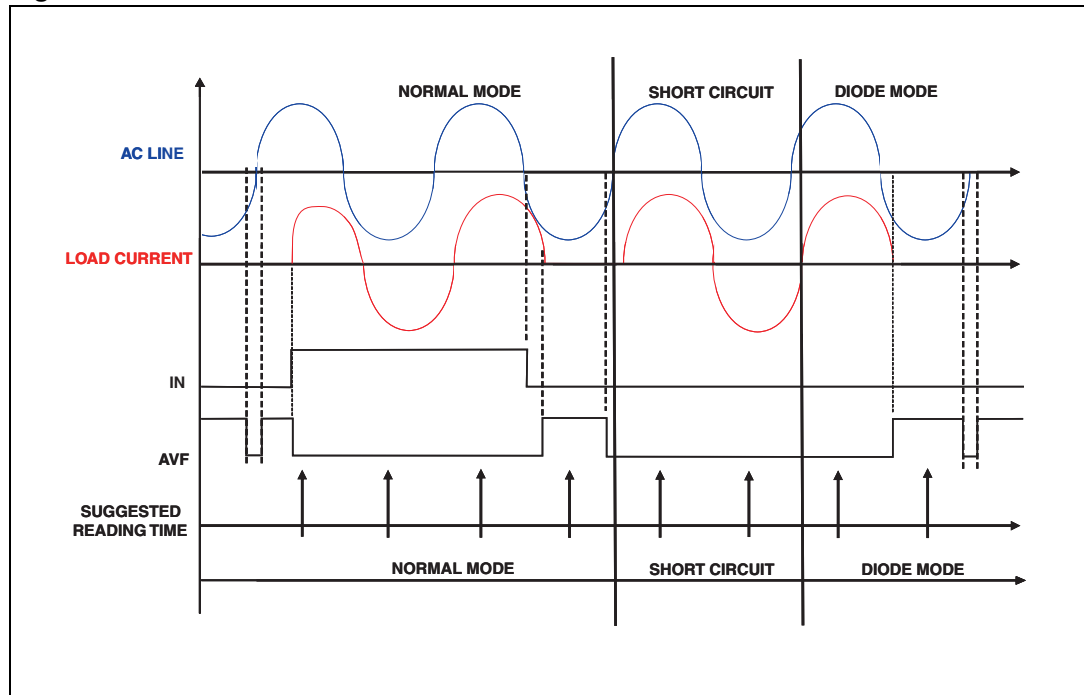 NORMAL MODE
SHORT CIRCUIT
DIODE MODE
AC LINE
LOAD CURRENT
IN
AVF
SUGGESTED
READING TIME
NORMAL MODE
SHORT CIRCUIT
DIODE MODE